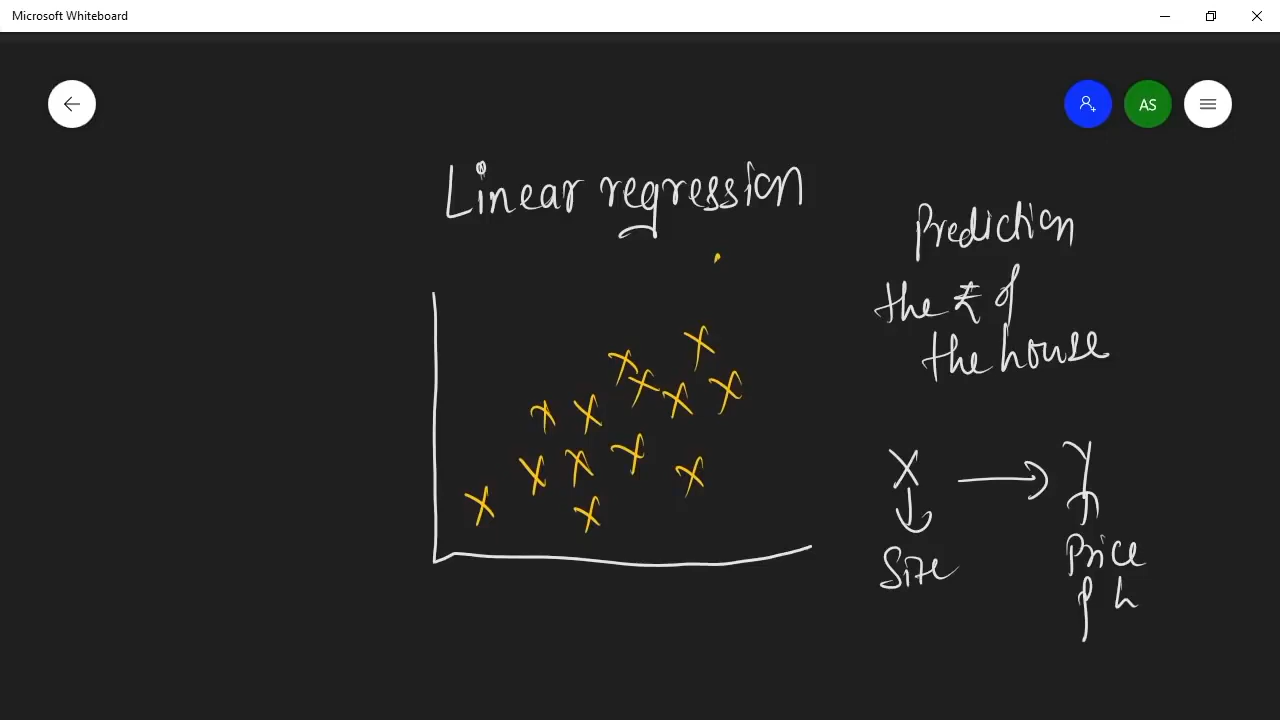 Microsoft Whiteboard
AS
Linear regression
Prediction
the ₹ of
the house
X → Y
Size
Price
of h